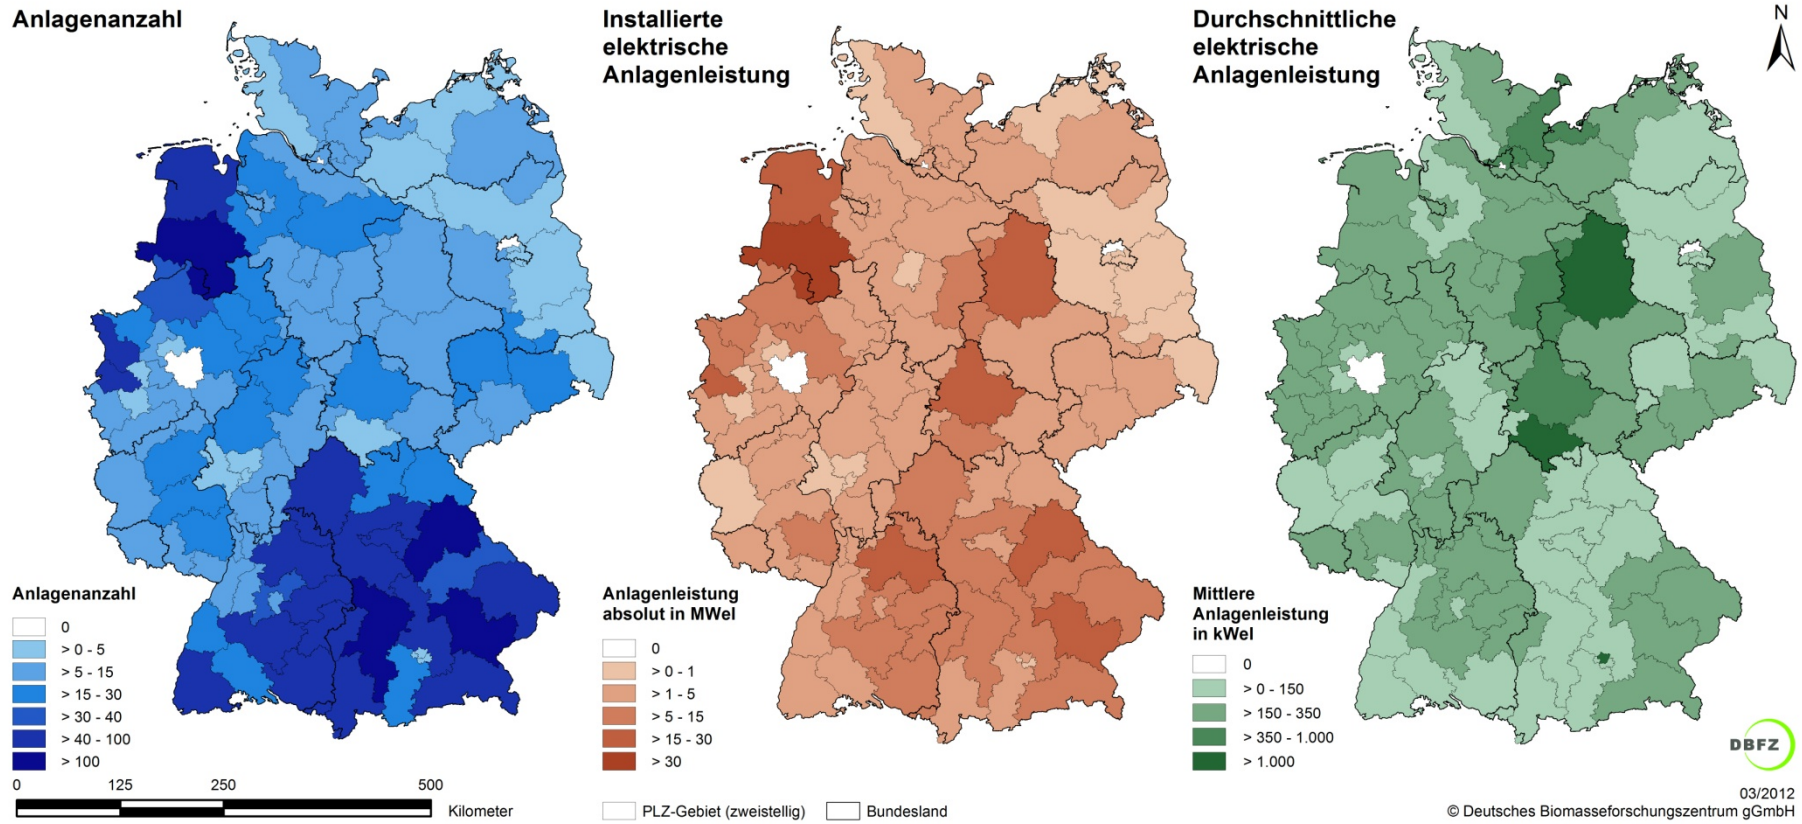 Anlagenanzahl
Installierte
elektrische
Anlagenleistung
Durchschnittliche
elektrische
Anlagenleistung
N
Anlagenanzahl
0
> 0 - 5
> 5 - 15
> 15 - 30
> 30 - 40
> 40 - 100
> 100
Anlagenleistung
absolut in MWel
0
> 0 - 1
> 1 - 5
> 5 - 15
> 15 - 30
> 30
Mittlere
Anlagenleistung
in kWel
0
> 0 - 150
> 150 - 350
> 350 - 1.000
> 1.000
DBFZ
0 125 250 500
Kilometer
PLZ-Gebiet (zweistellig) Bundesland
03/2012
© Deutsches Biomasseforschungszentrum gGmbH